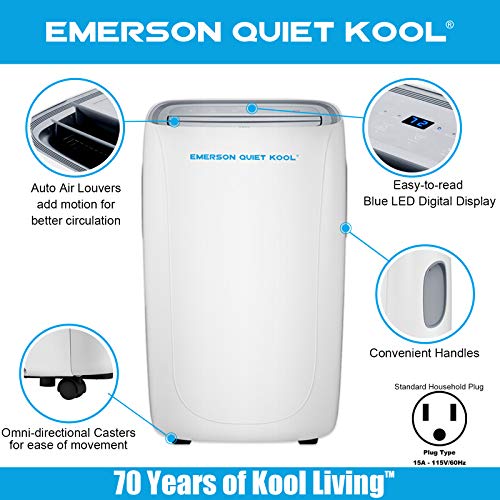 EMERSON QUIET KOOL®
Auto Air Louvers
add motion for
better circulation
EMERSON QUIET KOOL®
72
Easy-to-read
Blue LED Digital Display
Convenient Handles
Omni-directional Casters
for ease of movement
Standard Household Plug
Plug Type
15A - 115V/60Hz
70 Years of Kool Living™